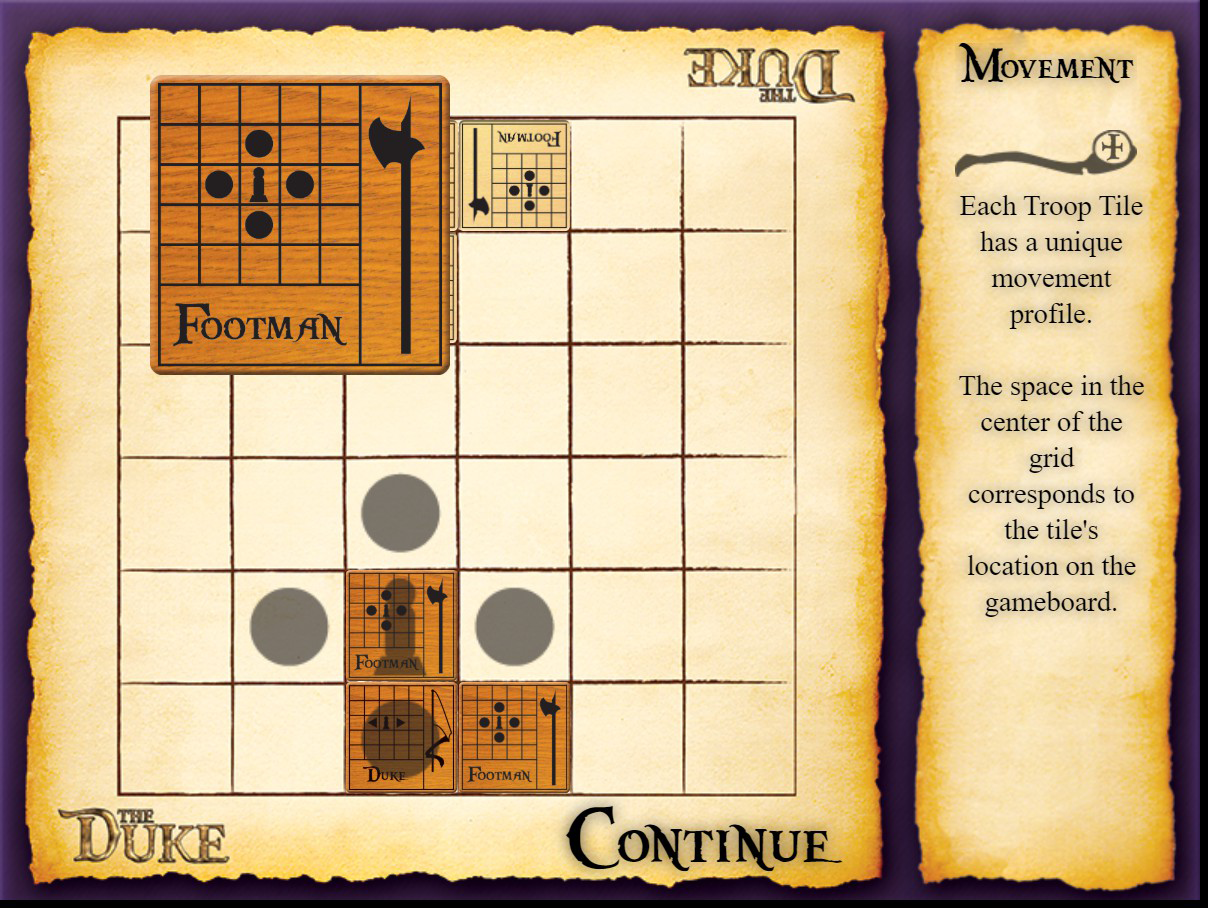 THE
DUKE
FOOTMAN
FOOTMAN
FOOTMAN
DUKE
FOOTMAN
THE
DUKE
CONTINUE
MOVEMENT
Each Troop Tile
has a unique
movement
profile.
The space in the
center of the
grid
corresponds to
the tile's
location on the
gameboard.